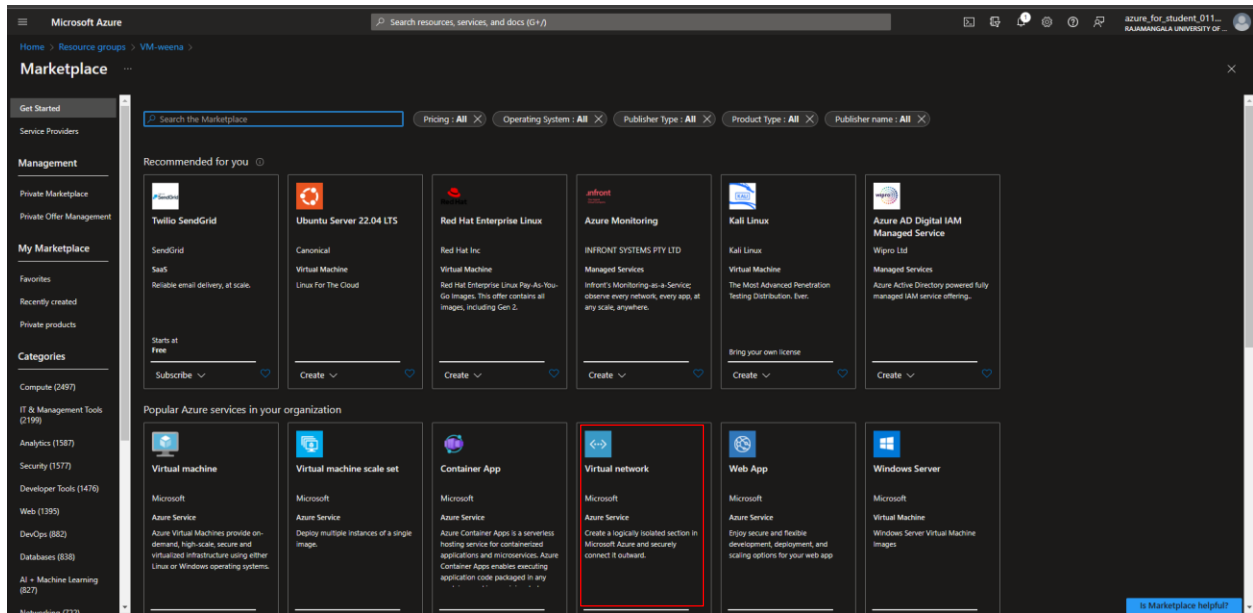 Microsoft Azure
Search resources, services, and docs (G+/)
1
azure_for_student_011...
RAJAMANGALA UNIVERSITY OF ...
Home > Resource groups > VM-weena >
Marketplace ...
Get Started
Service Providers
Management
Private Marketplace
Private Offer Management
My Marketplace
Favorites
Recently created
Private products
Categories
Compute (2497)
IT & Management Tools
(2199)
Analytics (1587)
Security (1577)
Developer Tools (1476)
Web (1395)
DevOps (882)
Databases (838)
AI + Machine Learning
(827)
Search the Marketplace
Pricing : All
Operating System : All
Publisher Type : All
Product Type : All
Publisher name : All
Recommended for you
SendGrid
Twilio SendGrid
SendGrid
SaaS
Reliable email delivery, at scale.
Starts at
Free
Subscribe
Ubuntu Server 22.04 LTS
Canonical
Virtual Machine
Linux For The Cloud
Create
Red Hat Enterprise Linux
Red Hat Inc
Virtual Machine
Red Hat Enterprise Linux Pay-As-You-
Go images. This offer contains all
images, including Gen 2.
Create
.infront
Azure Monitoring
INFRONT SYSTEMS PTY LTD
Managed Services
Infront's Monitoring-as-a-Service;
observe every network, every app, at
any scale, anywhere.
Create
KALI
Kali Linux
Kali Linux
Virtual Machine
The Most Advanced Penetration
Testing Distribution. Ever.
Bring your own license
Create
wipro
Azure AD Digital IAM
Managed Service
Wipro Ltd
Managed Services
Azure Active Directory powered fully
managed IAM service offering..
Create
Popular Azure services in your organization
Virtual machine
Microsoft
Azure Service
Azure Virtual Machines provide on-
demand, high-scale, secure and
virtualized infrastructure using either
Linux or Windows operating systems.
Virtual machine scale set
Microsoft
Azure Service
Deploy multiple instances of a single
image.
Container App
Microsoft
Azure Service
Azure Container Apps is a serverless
hosting service for containerized
applications and microservices. Azure
Container Apps enables executing
application code packaged in any
Virtual network
Microsoft
Azure Service
Create a logically isolated section in
Microsoft Azure and securely
connect it outward.
Web App
Microsoft
Azure Service
Enjoy secure and flexible
development, deployment, and
scaling options for your web app
Windows Server
Microsoft
Virtual Machine
Windows Server Virtual Machine
Images
Is Marketplace helpful?